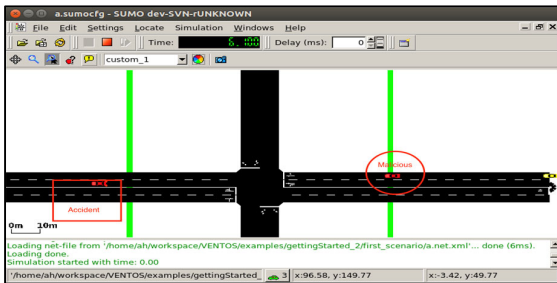 a.sumocfg - SUMO dev-SVN-rUNKNOWN
File Edit Settings Locate Simulation Windows Help
Time: 6,100 Delay (ms): 0
custom_1
Malicious
Accident
0m 10m
Loading net-file from '/home/ah/workspace/VENTOS/examples/gettingStarted_2/first_scenario/a.net.xml'... done (6ms).
Loading done.
Simulation started with time: 0.00
'/home/ah/workspace/VENTOS/examples/gettingStarted_ 3 x:96.58, y:149.77 x:-3.42, y:49.77